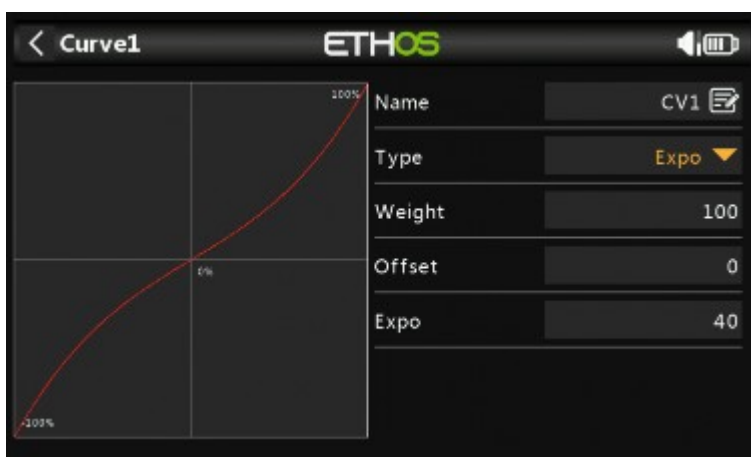 Curve1
ETHOS
100%
0%
-100%
Name CV1
Type Expo
Weight 100
Offset 0
Expo 40